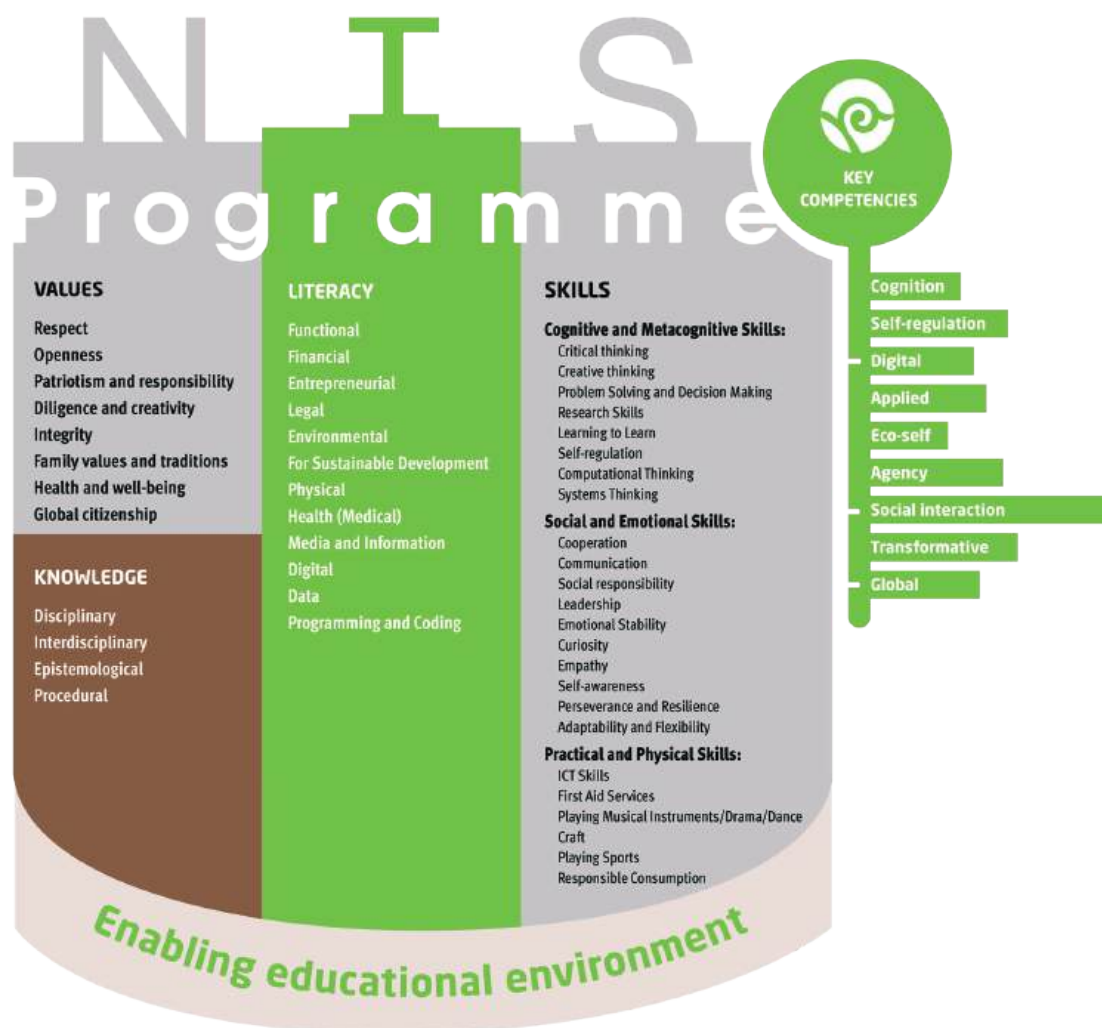 NIS
Programme
VALUES
Respect
Openness
Patriotism and responsibility
Diligence and creativity
Integrity
Family values and traditions
Health and well-being
Global citizenship
KNOWLEDGE
Disciplinary
Interdisciplinary
Epistemological
Procedural
LITERACY
Functional
Financial
Entrepreneurial
Legal
Environmental
For Sustainable Development
Physical
Health (Medical)
Media and Information
Digital
Data
Programming and Coding
SKILLS
Cognitive and Metacognitive Skills:
Critical thinking
Creative thinking
Problem Solving and Decision Making
Research Skills
Learning to Learn
Self-regulation
Computational Thinking
Systems Thinking
Social and Emotional Skills:
Cooperation
Communication
Social responsibility
Leadership
Emotional Stability
Curiosity
Empathy
Self-awareness
Perseverance and Resilience
Adaptability and Flexibility
Practical and Physical Skills:
ICT Skills
First Aid Services
Playing Musical Instruments/Drama/Dance
Craft
Playing Sports
Responsible Consumption
KEY
COMPETENCIES
Cognition
Self-regulation
Digital
Applied
Eco-self
Agency
Social interaction
Transformative
Global
Enabling educational environment